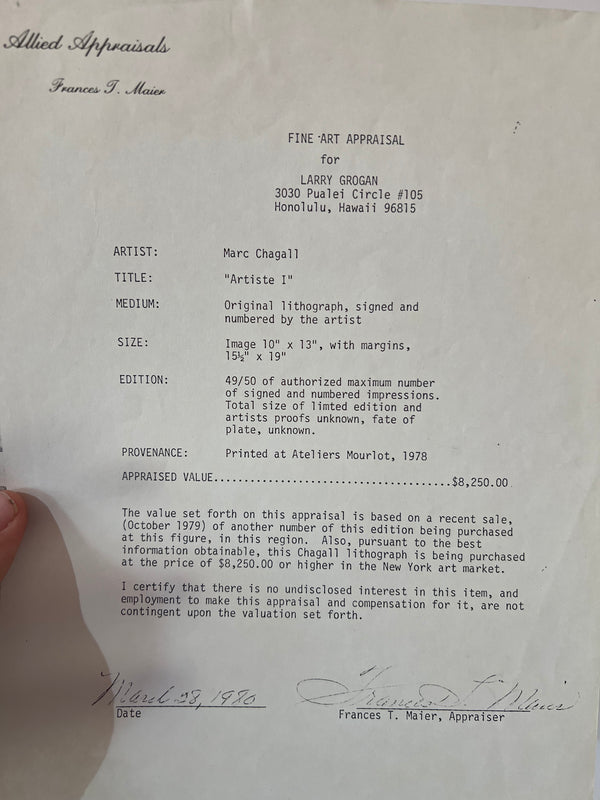 Allied Appraisals
Frances T. Maier
FINE ART APPRAISAL
for
LARRY GROGAN
3030 Pualei Circle #105
Honolulu, Hawaii 96815
ARTIST: Marc Chagall
TITLE: "Artiste I"
MEDIUM: Original lithograph, signed and
numbered by the artist
SIZE: Image 10" x 13", with margins,
15½" x 19"
EDITION: 49/50 of authorized maximum number
of signed and numbered impressions.
Total size of limted edition and
artists proofs unknown, fate of
plate, unknown.
PROVENANCE: Printed at Ateliers Mourlot, 1978
APPRAISED VALUE........................................$8,250.00
The value set forth on this appraisal is based on a recent sale,
(October 1979) of another number of this edition being purchased
at this figure, in this region. Also, pursuant to the best
information obtainable, this Chagall lithograph is being purchased
at the price of $8,250.00 or higher in the New York art market.
I certify that there is no undisclosed interest in this item, and
employment to make this appraisal and compensation for it, are not
contingent upon the valuation set forth.
March 28, 1980 Frances T. Maier
Date Frances T. Maier, Appraiser